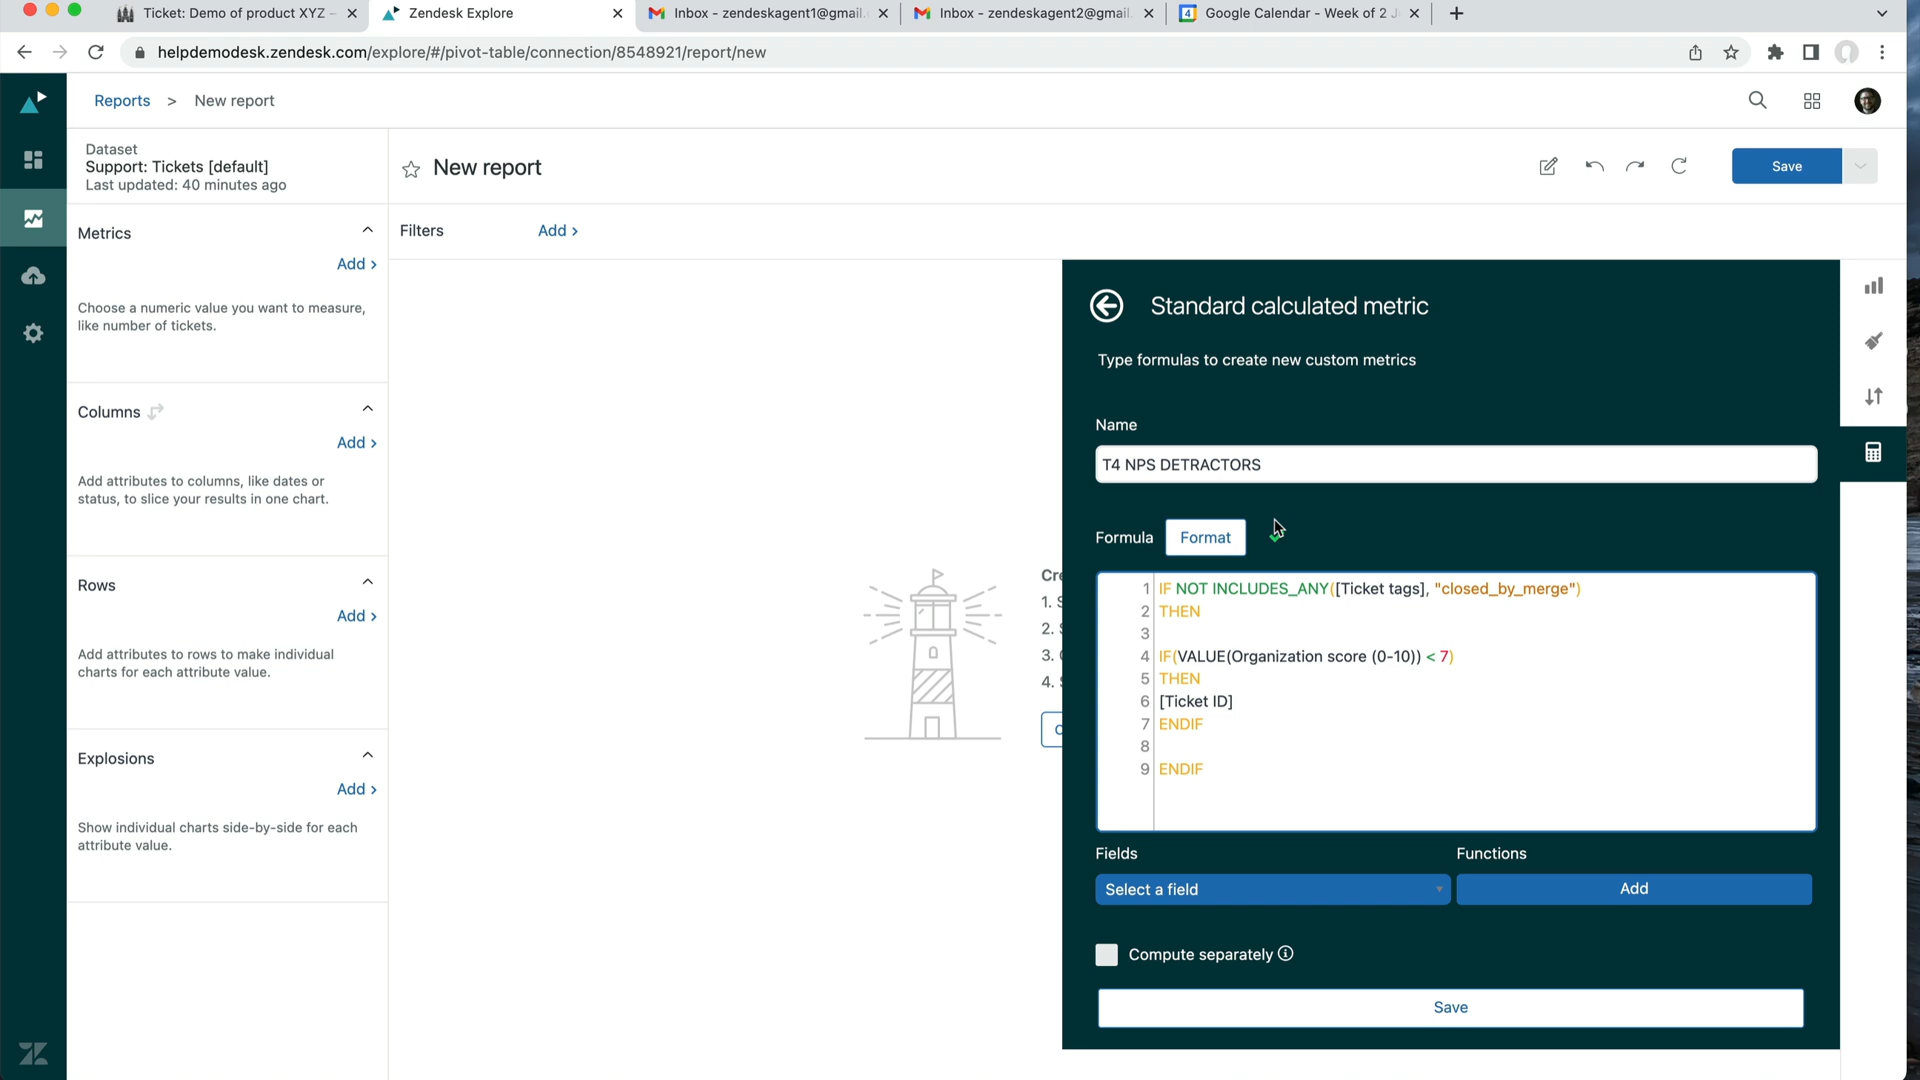 Ticket: Demo of product XYZ –
Zendesk Explore
Inbox - zendeskagent1@gmail.
Inbox - zendeskagent2@gmail.
Google Calendar - Week of 2 J
helpdemodesk.zendesk.com/explore/#/pivot-table/connection/8548921/report/new
Reports > New report
Dataset
Support: Tickets [default]
Last updated: 40 minutes ago
New report
Save
Metrics
Add >
Choose a numeric value you want to measure,
like number of tickets.
Filters
Add >
Columns
Add >
Add attributes to columns, like dates or
status, to slice your results in one chart.
Rows
Add >
Add attributes to rows to make individual
charts for each attribute value.
Explosions
Add >
Show individual charts side-by-side for each
attribute value.
1.
2.
3.
4.
Standard calculated metric
Type formulas to create new custom metrics
Name
T4 NPS DETRACTORS
Formula
Format
1 IF NOT INCLUDES_ANY([Ticket tags], "closed_by_merge")
2 THEN
3
4 IF(VALUE(Organization score (0-10)) < 7)
5 THEN
6 [Ticket ID]
7 ENDIF
8
9 ENDIF
Fields
Functions
Select a field
Add
Compute separately
Save